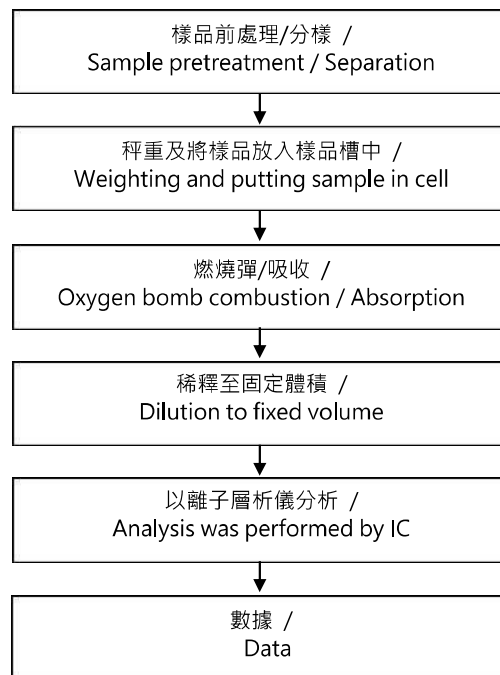 樣品前處理/分樣 /
Sample pretreatment / Separation
秤重及將樣品放入樣品槽中 /
Weighting and putting sample in cell
燃燒彈/吸收 /
Oxygen bomb combustion / Absorption
稀釋至固定體積 /
Dilution to fixed volume
以離子層析儀分析 /
Analysis was performed by IC
數據 /
Data